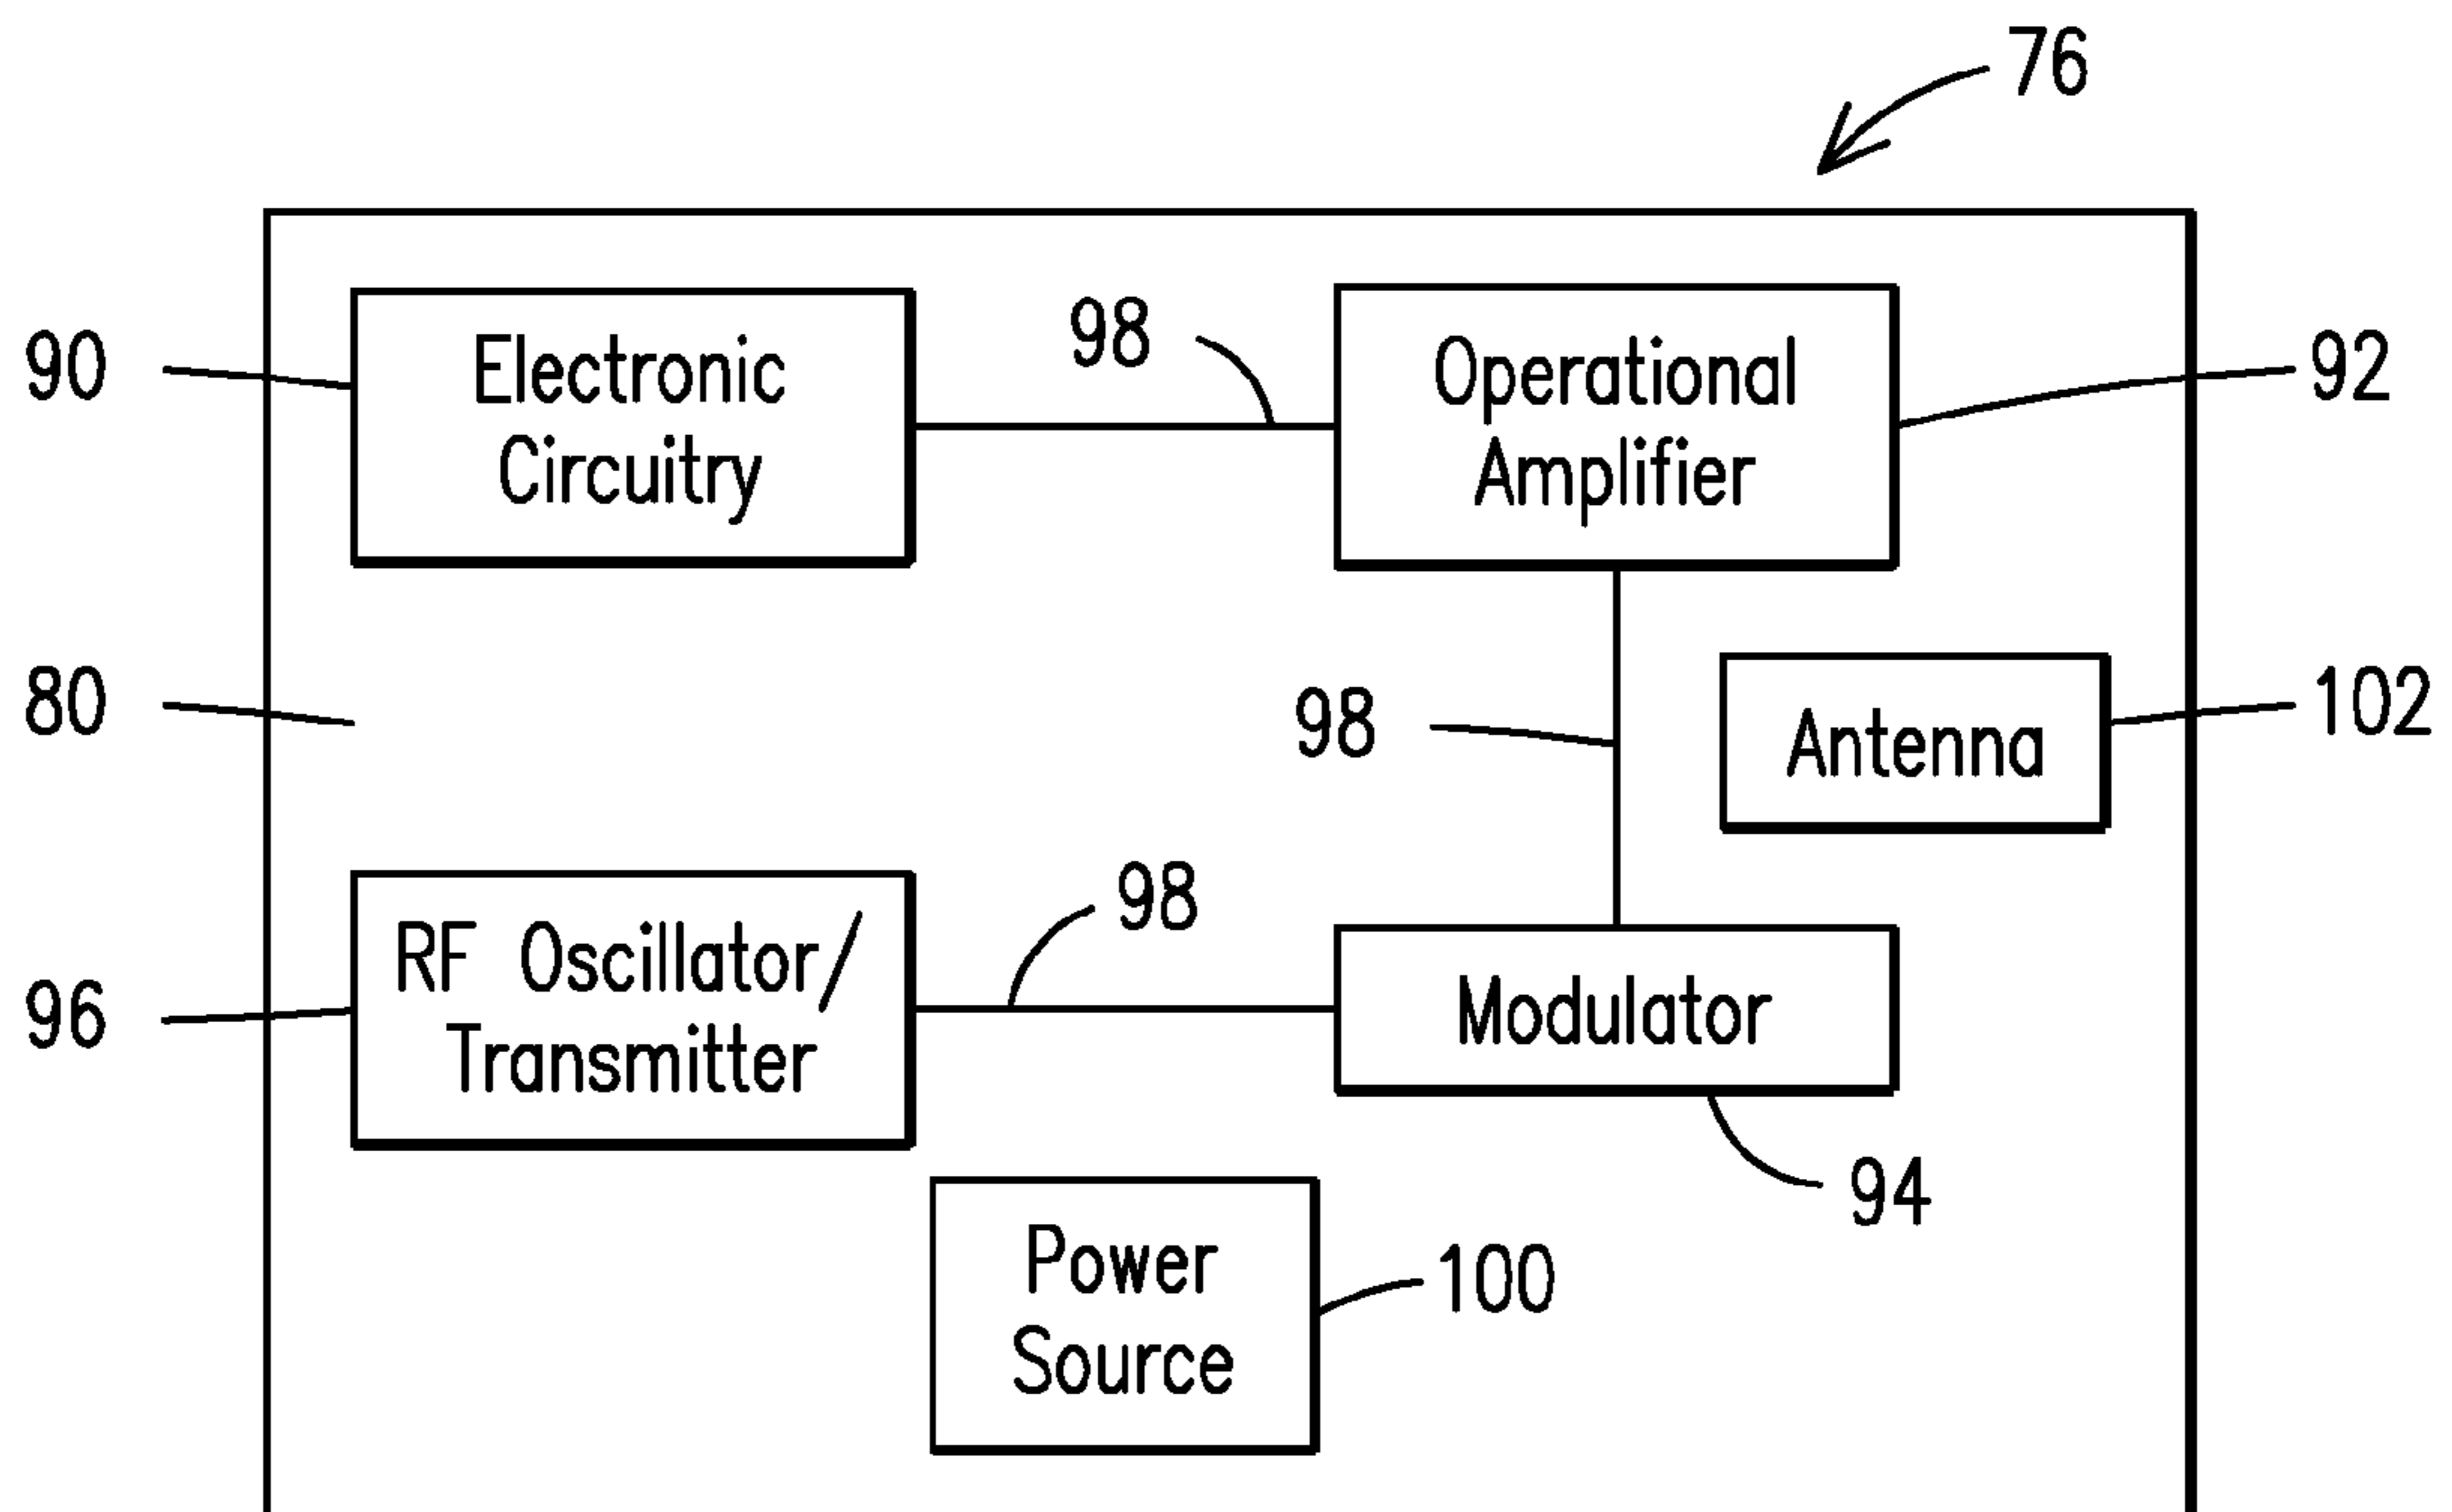 76
90
Electronic
Circuitry
98
Operational
Amplifier
92
80
98
Antenna
102
96
RF Oscillator/
Transmitter
98
Modulator
94
Power
Source
100